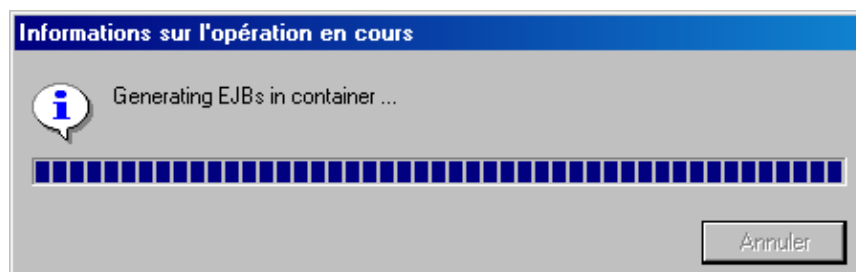 Informations sur l'opération en cours
Generating EJBs in container ...
Annuler